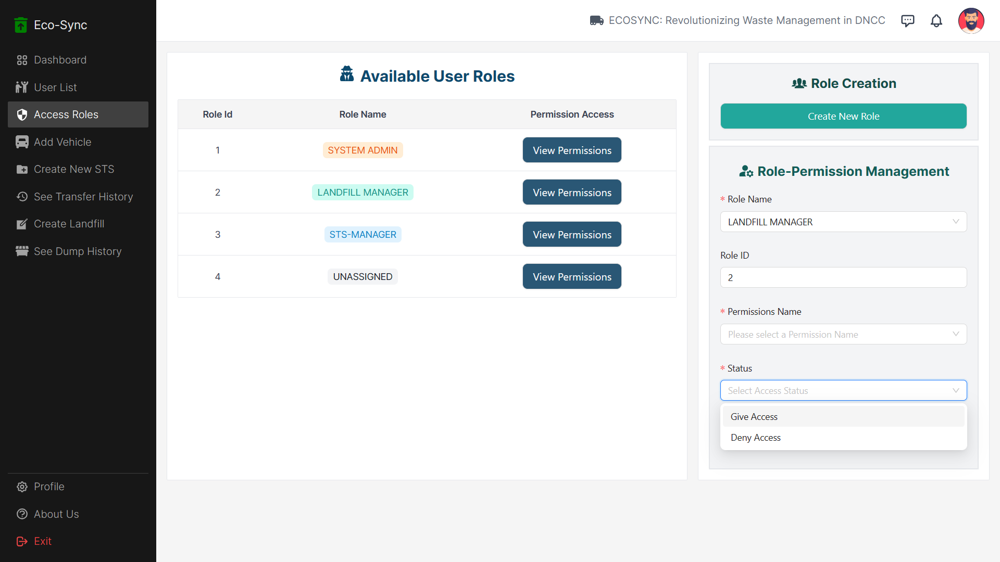 Eco-Sync
Dashboard
User List
Access Roles
Add Vehicle
Create New STS
See Transfer History
Create Landfill
See Dump History
Profile
About Us
Exit
ECOSYNC: Revolutionizing Waste Management in DNCC
Available User Roles
Role Id Role Name Permission Access
1 SYSTEM ADMIN View Permissions
2 LANDFILL MANAGER View Permissions
3 STS-MANAGER View Permissions
4 UNASSIGNED View Permissions
Role Creation
Create New Role
Role-Permission Management
* Role Name
LANDFILL MANAGER
Role ID
2
* Permissions Name
Please select a Permission Name
* Status
Select Access Status
Give Access
Deny Access